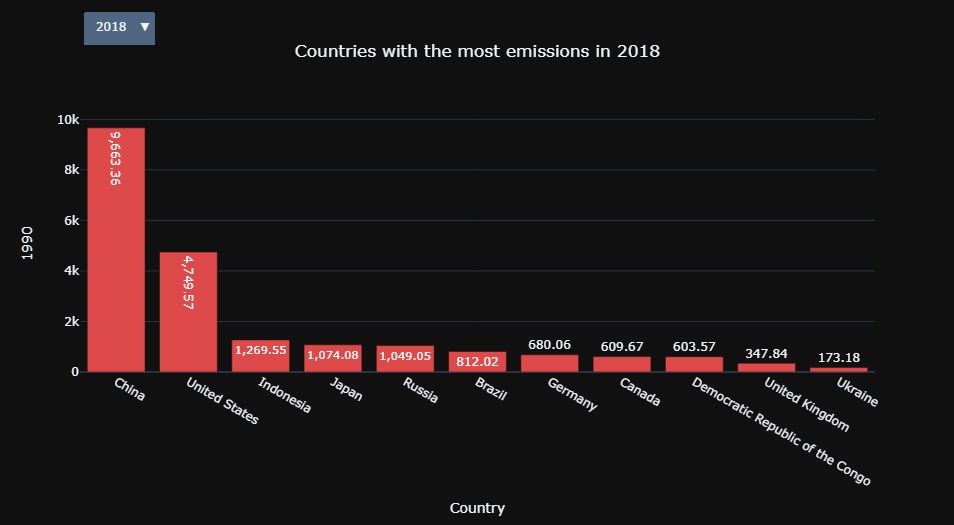 2018 ▼
Countries with the most emissions in 2018
10k
8k
6k
4k
2k
0
1990
9,663.36
4,749.57
1,269.55
1,074.08
1,049.05
812.02
680.06
609.67
603.57
347.84
173.18
China
United States
Indonesia
Japan
Russia
Brazil
Germany
Canada
Democratic Republic of the Congo
United Kingdom
Ukraine
Country